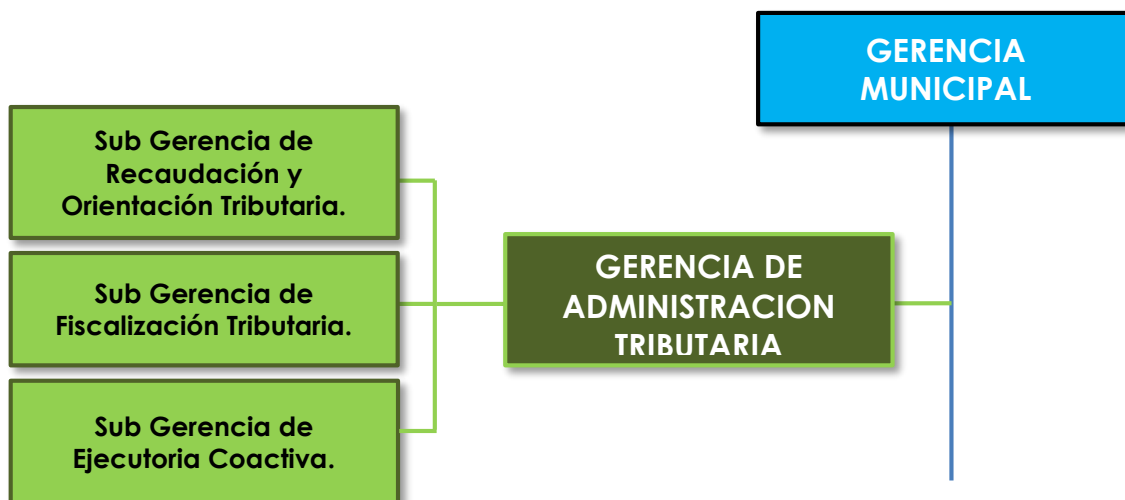 GERENCIA
MUNICIPAL
Sub Gerencia de
Recaudación y
Orientación Tributaria.
Sub Gerencia de
Fiscalización Tributaria.
Sub Gerencia de
Ejecutoria Coactiva.
GERENCIA DE
ADMINISTRACION
TRIBUTARIA